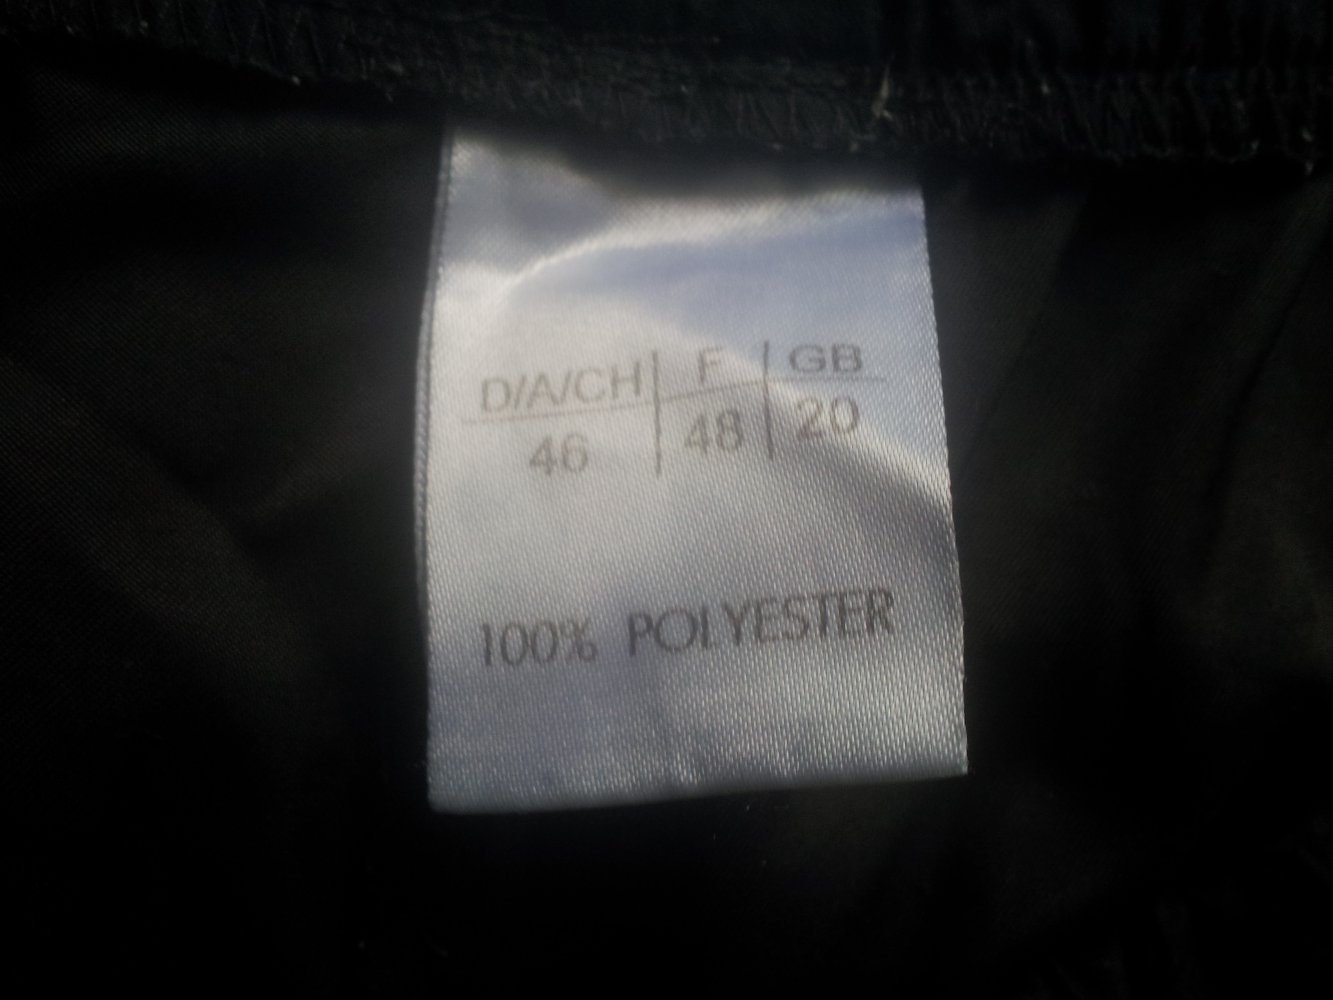 D/A/CH F GB
46 48 20
100% POLYESTER